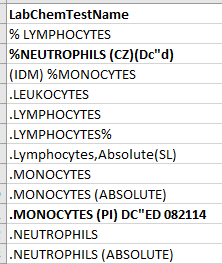 LabChemTestName
% LYMPHOCYTES
%NEUTROPHILS (CZ)(Dc"d)
(IDM) %MONOCYTES
.LEUKOCYTES
.LYMPHOCYTES
.LYMPHOCYTES%
.Lymphocytes,Absolute(SL)
.MONOCYTES
.MONOCYTES (ABSOLUTE)
.MONOCYTES (PI) DC"ED 082114
.NEUTROPHILS
.NEUTROPHILS (ABSOLUTE)